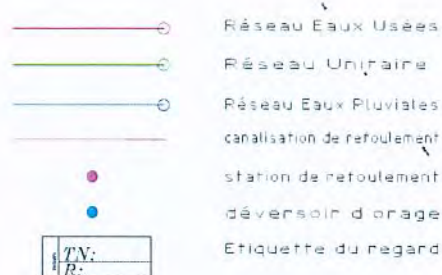 Réseau Eaux Usées
Réseau Unitaire
Réseau Eaux Pluviales
canalisation de refoulement
station de refoulement
déversoir d orage
Etiquette du regard
TN:
R: